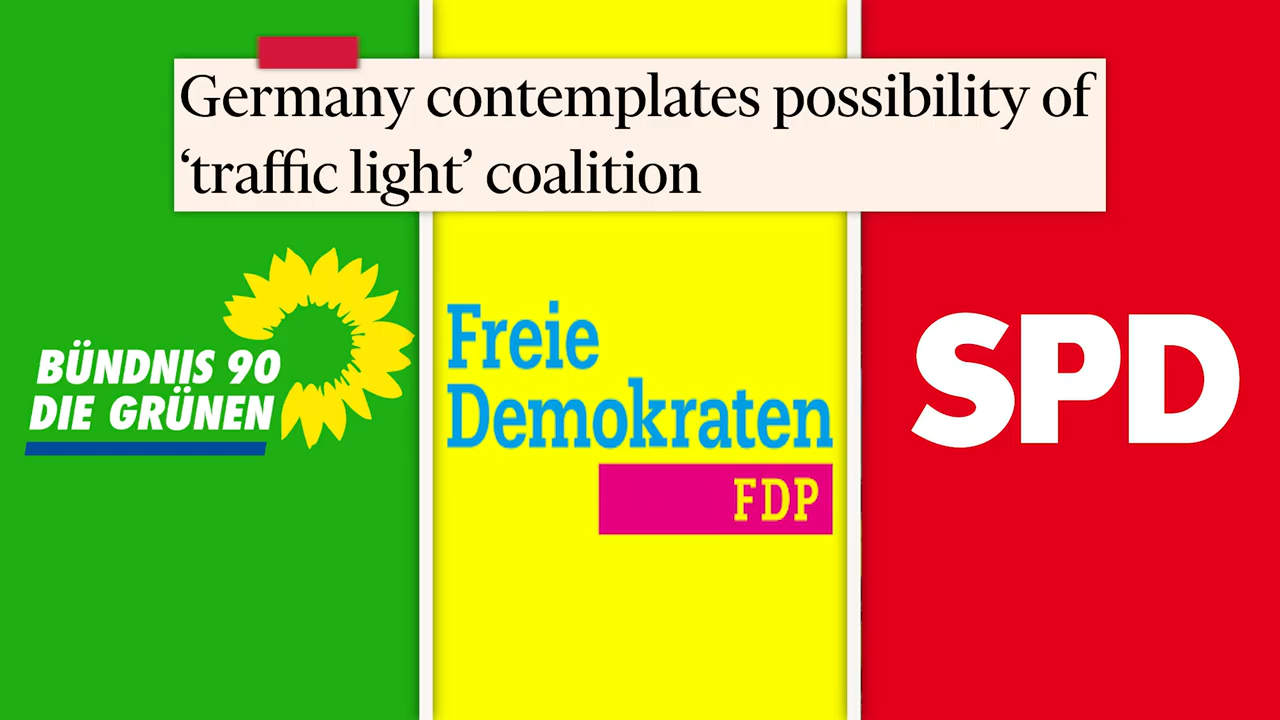 Germany contemplates possibility of
‘traffic light’ coalition
BÜNDNIS 90
DIE GRÜNEN
Freie
Demokraten
FDP
SPD